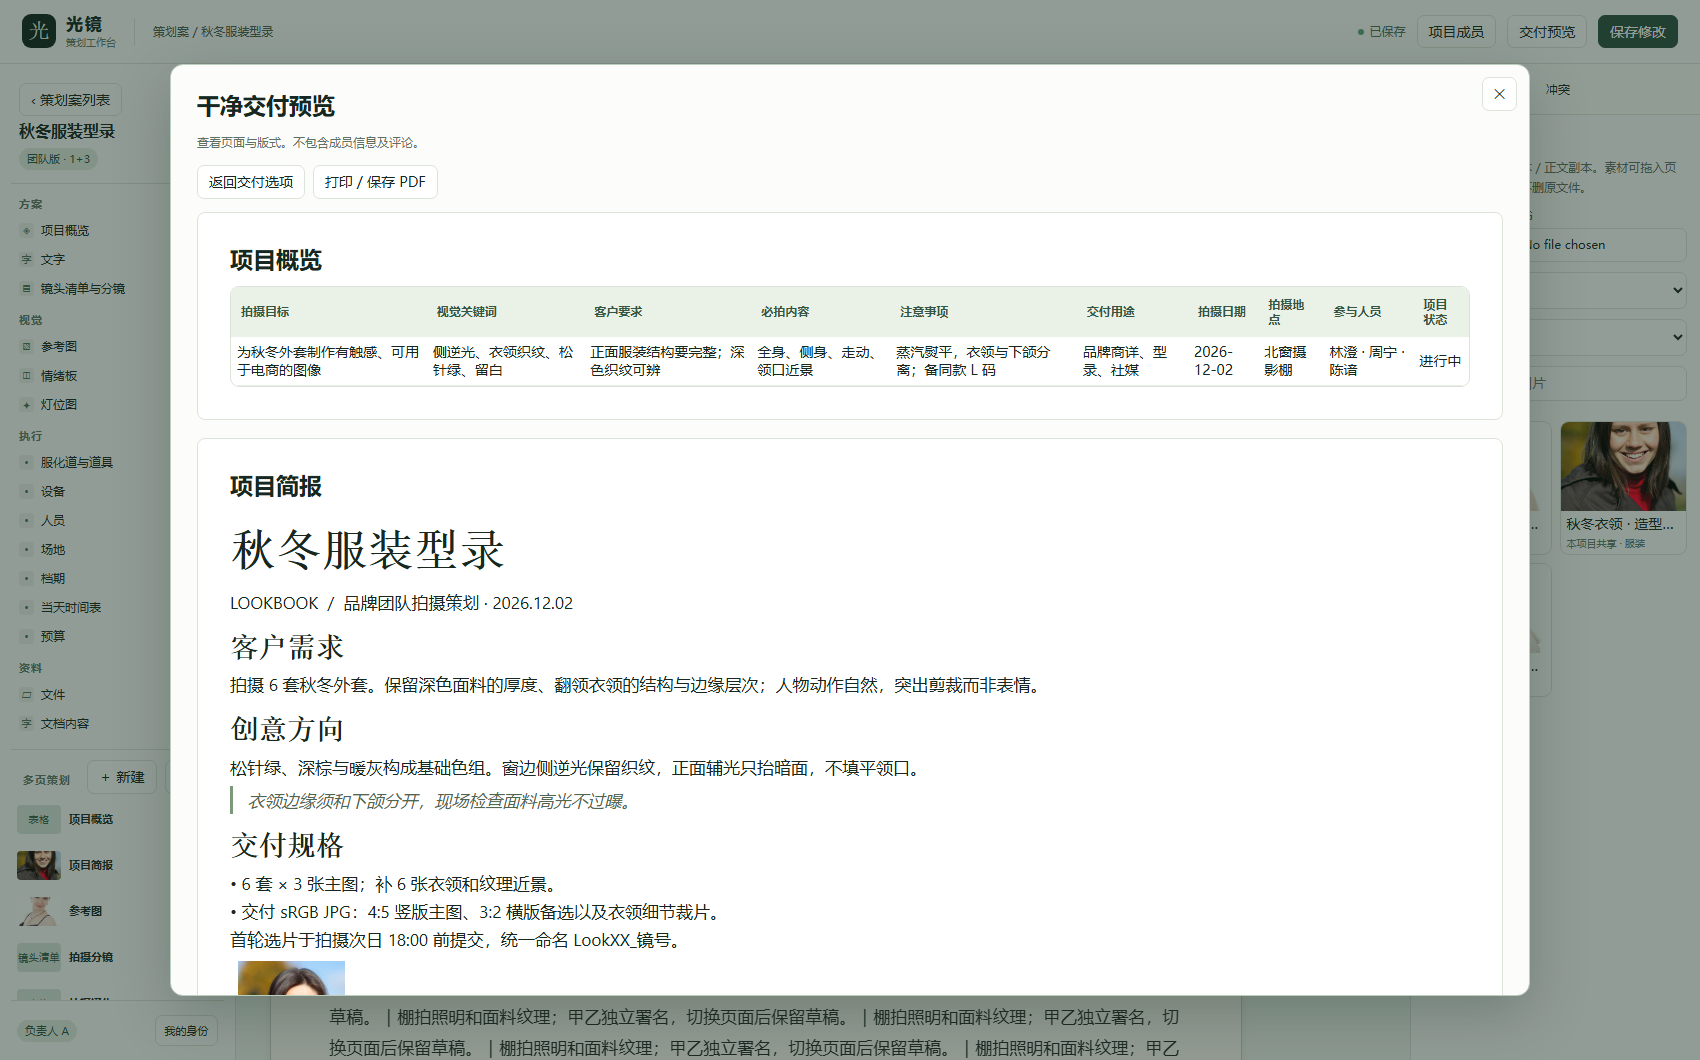 光
光镜
策划工作台
策划案 / 秋冬服装型录
已保存
项目成员
交付预览
保存修改
‹ 策划案列表
秋冬服装型录
团队版 · 1+3
方案
项目概览
字 文字
镜头清单与分镜
视觉
参考图
情绪板
灯位图
执行
服化道与道具
设备
人员
场地
档期
当天时间表
预算
资料
文件
字 文档内容
多页策划
+ 新建
表格 项目概览
项目简报
参考图
镜头清单 拍摄分镜
负责人 A
我的身份
干净交付预览
查看页面与版式。不包含成员信息及评论。
返回交付选项
打印 / 保存 PDF
×
项目概览
拍摄目标 视觉关键词 客户要求 必拍内容 注意事项 交付用途 拍摄日期 拍摄地点 参与人员 项目状态
为秋冬外套制作有触感、可用于电商的图像
侧逆光、衣领织纹、松针绿、留白
正面服装结构要完整；深色织纹可辨
全身、侧身、走动、领口近景
蒸汽熨平，衣领与下颌分离；备同款 L 码
品牌商详、型录、社媒
2026-12-02
北窗摄影棚
林澄 · 周宁 · 陈谙
进行中
项目简报
秋冬服装型录
LOOKBOOK / 品牌团队拍摄策划 · 2026.12.02
客户需求
拍摄 6 套秋冬外套。保留深色面料的厚度、翻领衣领的结构与边缘层次；人物动作自然，突出剪裁而非表情。
创意方向
松针绿、深棕与暖灰构成基础色组。窗边侧逆光保留织纹，正面辅光只抬暗面，不填平领口。
衣领边缘须和下颌分开，现场检查面料高光不过曝。
交付规格
• 6 套 × 3 张主图；补 6 张衣领和纹理近景。
• 交付 sRGB JPG：4:5 竖版主图、3:2 横版备选以及衣领细节裁片。
首轮选片于拍摄次日 18:00 前提交，统一命名 LookXX_镜号。
冲突
/ 正文副本。素材可拖入页
删原文件。
No file chosen
片
秋冬衣领 · 造型...
本项目共享 · 服装
草稿。 | 棚拍照明和面料纹理；甲乙独立署名，切换页面后保留草稿。 | 棚拍照明和面料纹理；甲乙独立署名，切
换页面后保留草稿。 | 棚拍照明和面料纹理；甲乙独立署名，切换页面后保留草稿。 | 棚拍照明和面料纹理；甲乙